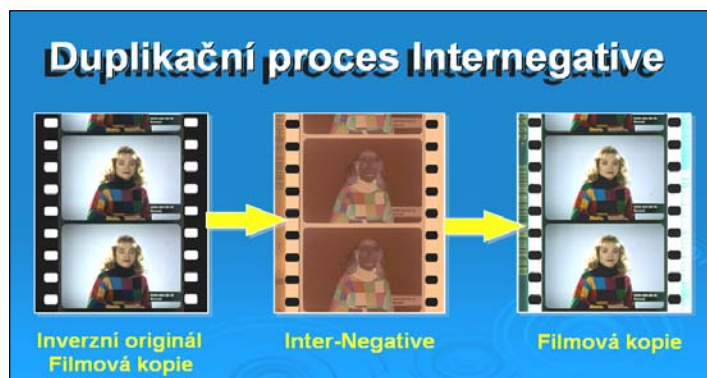 Duplikační proces Internegative
Inverzní originál
Filmová kopie
Inter-Negative
Filmová kopie